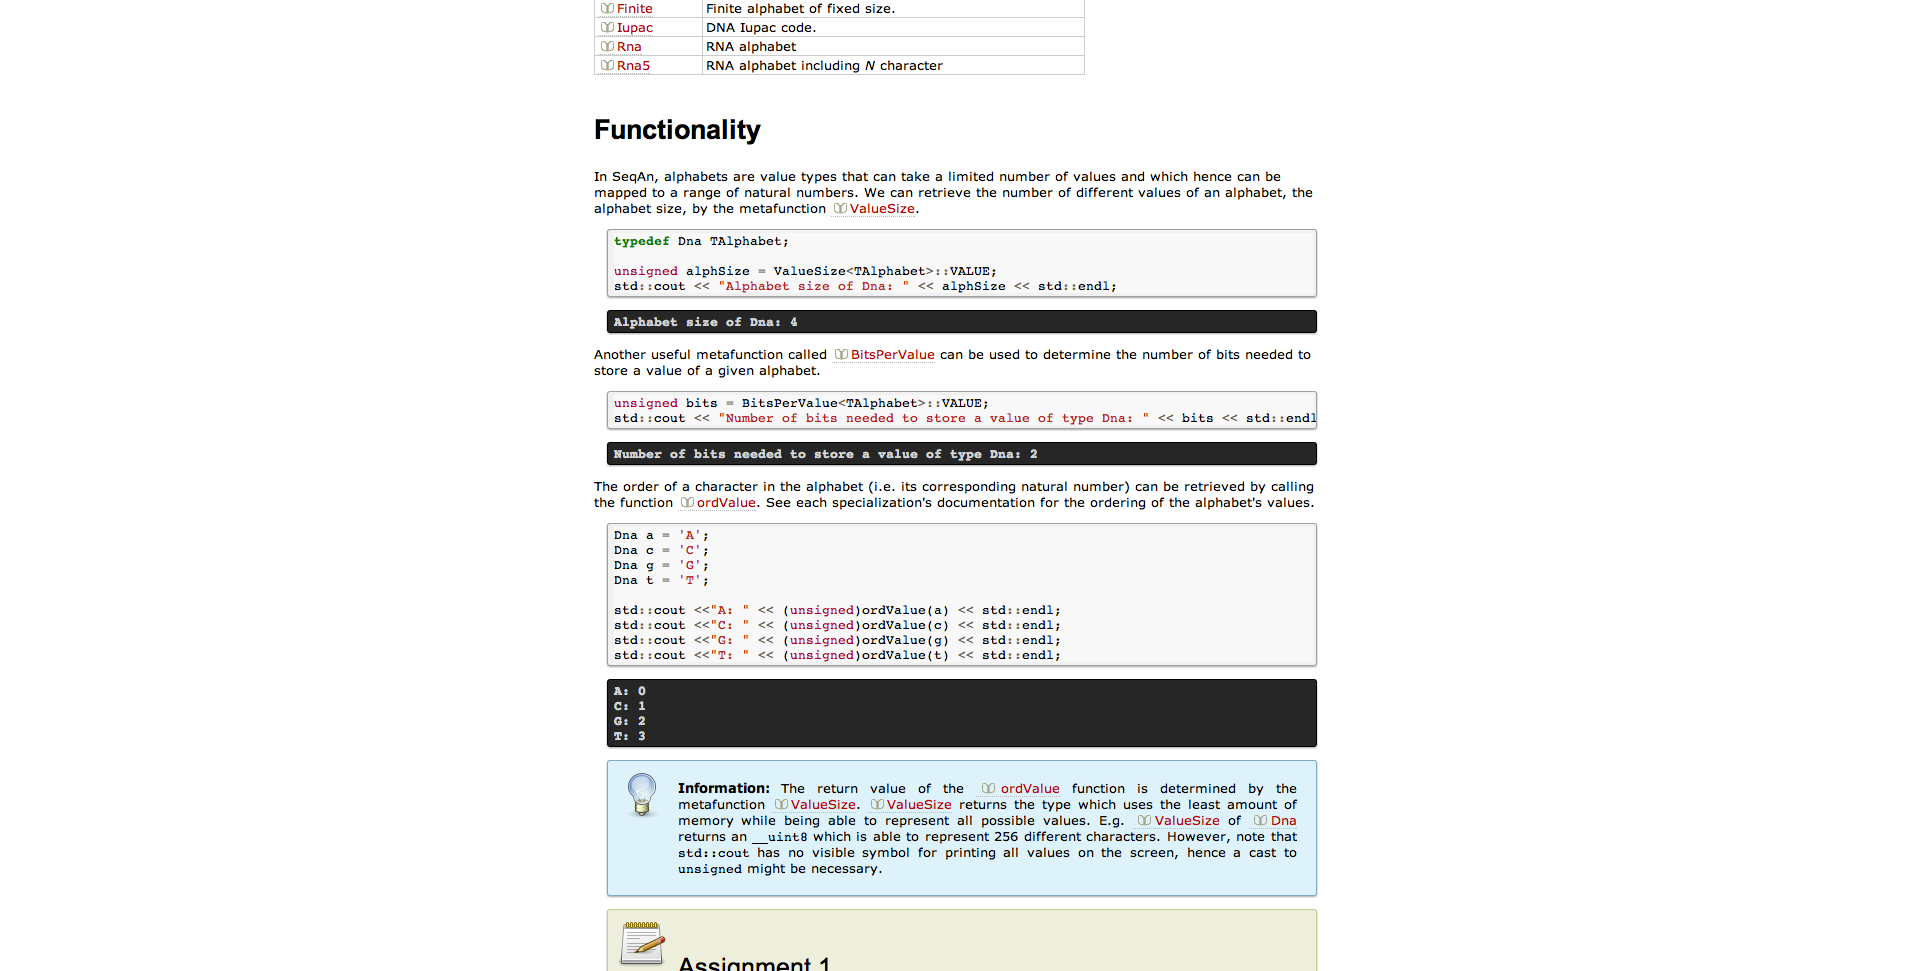 Finite Finite alphabet of fixed size.
Iupac DNA Iupac code.
Rna RNA alphabet
Rna5 RNA alphabet including N character
Functionality
In SeqAn, alphabets are value types that can take a limited number of values and which hence can be
mapped to a range of natural numbers. We can retrieve the number of different values of an alphabet, the
alphabet size, by the metafunction ValueSize.
typedef Dna TAlphabet;
unsigned alphSize = ValueSize<TAlphabet>::VALUE;
std::cout << "Alphabet size of Dna: " << alphSize << std::endl;
Alphabet size of Dna: 4
Another useful metafunction called BitsPerValue can be used to determine the number of bits needed to
store a value of a given alphabet.
unsigned bits = BitsPerValue<TAlphabet>::VALUE;
std::cout << "Number of bits needed to store a value of type Dna: " << bits << std::endl
Number of bits needed to store a value of type Dna: 2
The order of a character in the alphabet (i.e. its corresponding natural number) can be retrieved by calling
the function ordValue. See each specialization's documentation for the ordering of the alphabet's values.
Dna a = 'A';
Dna c = 'C';
Dna g = 'G';
Dna t = 'T';
std::cout <<"A: " << (unsigned)ordValue(a) << std::endl;
std::cout <<"C: " << (unsigned)ordValue(c) << std::endl;
std::cout <<"G: " << (unsigned)ordValue(g) << std::endl;
std::cout <<"T: " << (unsigned)ordValue(t) << std::endl;
A: 0
C: 1
G: 2
T: 3
Information: The return value of the ordValue function is determined by the
metafunction ValueSize. ValueSize returns the type which uses the least amount of
memory while being able to represent all possible values. E.g. ValueSize of Dna
returns an __uint8 which is able to represent 256 different characters. However, note that
std::cout has no visible symbol for printing all values on the screen, hence a cast to
unsigned might be necessary.
Assignment 1